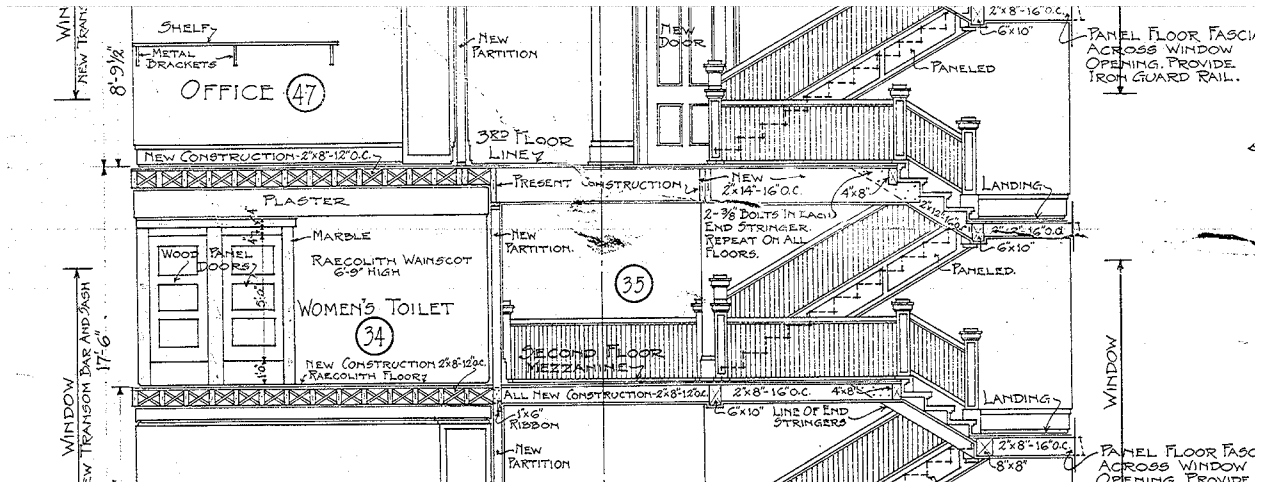 WIN
NEW TRANS
8'-9½"
SHELF
METAL
BRACKETS
OFFICE 47
NEW
PARTITION
NEW
DOOR
2"x8"-16"O.C.
6"x10"
PANELED
PANEL FLOOR FASCIA
ACROSS WINDOW
OPENING. PROVIDE
IRON GUARD RAIL.
3RD FLOOR
LINE
NEW CONSTRUCTION-2"x8"-12"O.C.
PRESENT CONSTRUCTION
NEW
2"x14"-16"O.C.
4"x8"
LANDING
PLASTER
2-⅜" BOLTS IN EACH
END STRINGER.
REPEAT ON ALL
FLOORS.
6"x10"
PANELED.
MARBLE
NEW
PARTITION.
WOOD PANEL
DOORS
RAECOLITH WAINSCOT
6'-9" HIGH
5'-0"
35
WOMEN'S TOILET
34
17'-6"
WINDOW
NEW TRANSOM BAR AND SASH
WINDOW
NEW CONSTRUCTION 2"x8"-12"O.C.
RAECOLITH FLOOR
1'-0"
SECOND FLOOR
MEZZANINE
ALL NEW CONSTRUCTION-2"x8"-12"O.C.
2"x8"-16"O.C.
4"x8"
LANDING
1"x6"
RIBBON
6"x10"
LINE OF END
STRINGERS
2"x8"-16"O.C.
8"x8"
NEW
PARTITION
PANEL FLOOR FASC
ACROSS WINDOW
OPENING. PROVIDE